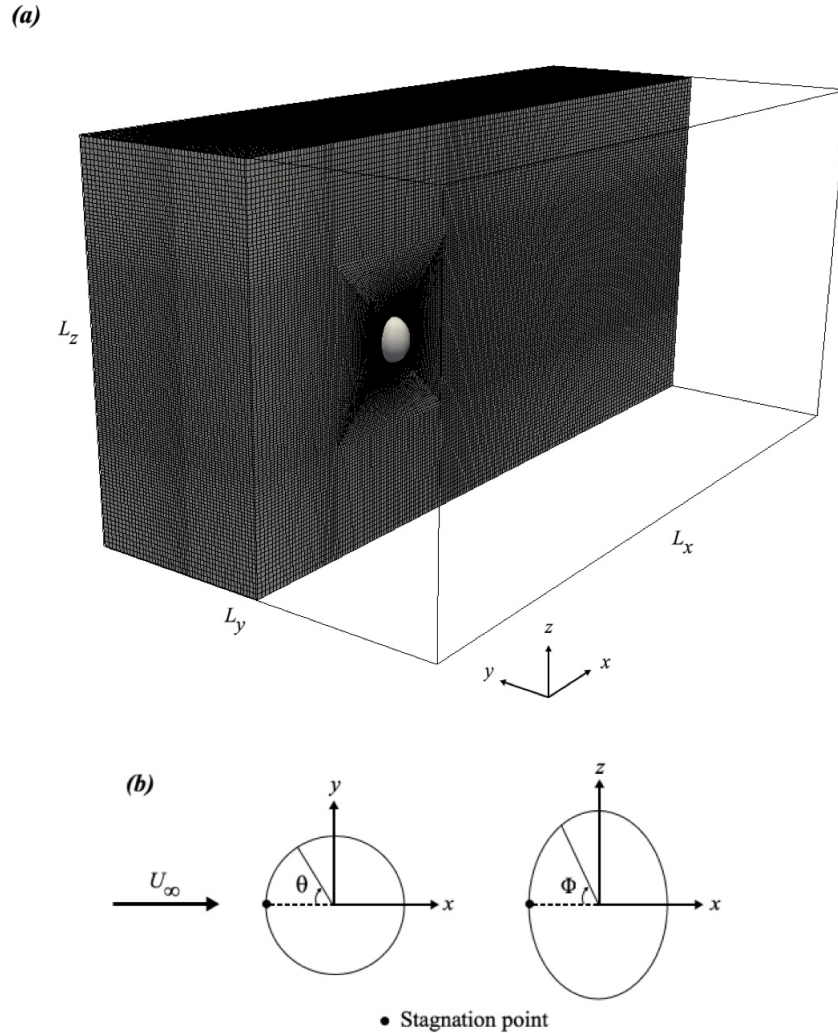 (a)
L_z
L_y
L_x
z
y
x
(b)
U_∞
y
θ
x
z
Φ
x
• Stagnation point